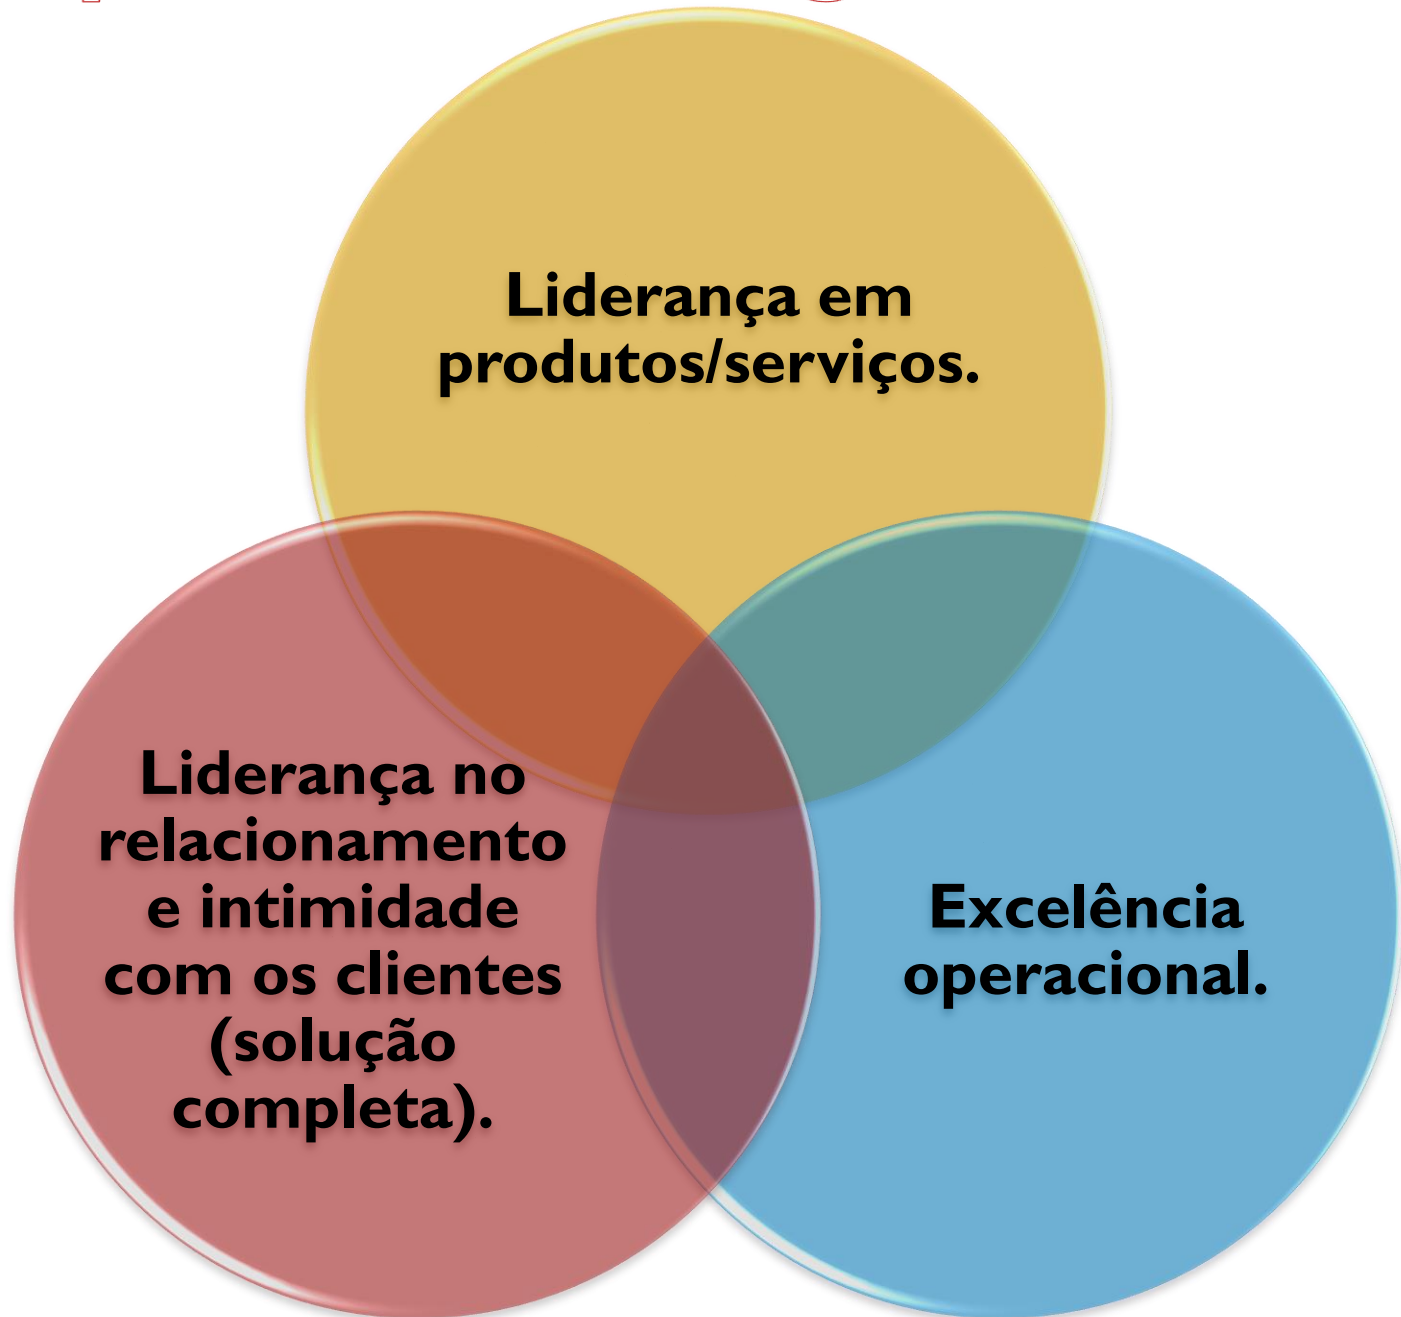 Liderança em
produtos/serviços.
Liderança no
relacionamento
e intimidade
com os clientes
(solução
completa).
Excelência
operacional.